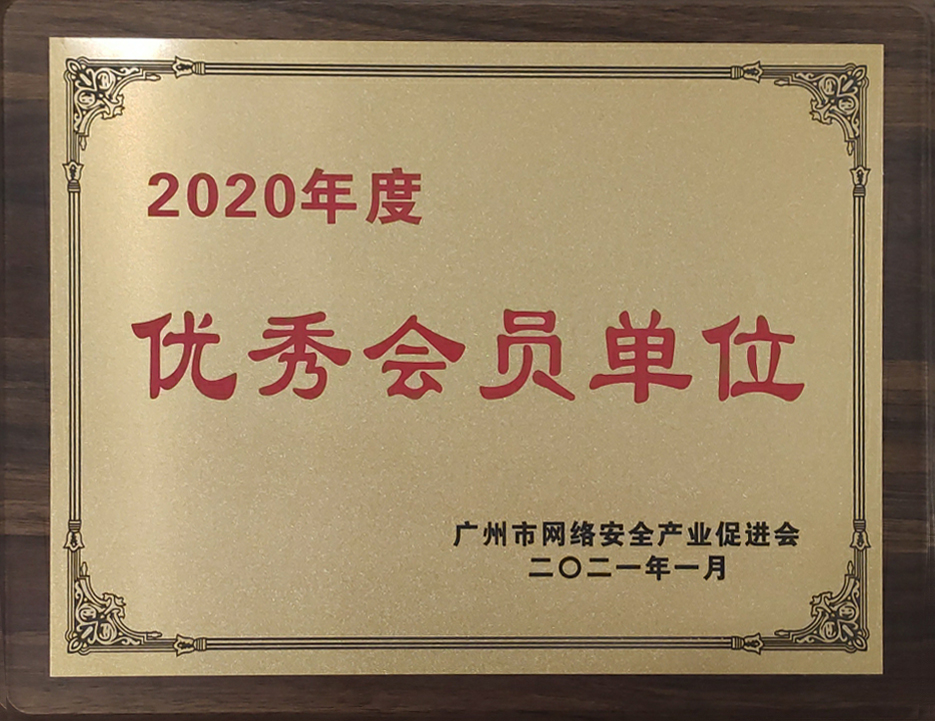 2020年度
优秀会员单位
广州市网络安全产业促进会
二〇二一年一月